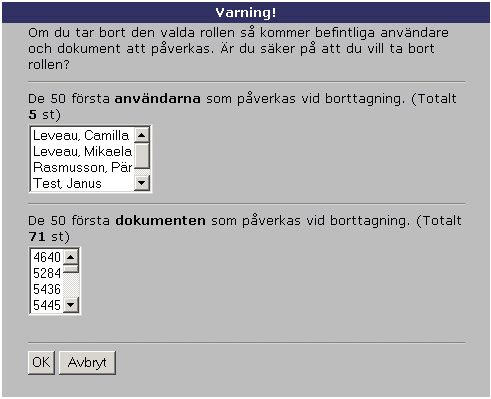 Varning!
Om du tar bort den valda rollen så kommer befintliga användare
och dokument att påverkas. Är du säker på att du vill ta bort
rollen?
De 50 första användarna som påverkas vid borttagning. (Totalt
5 st)
Leveau, Camilla
Leveau, Mikaela
Rasmusson, Pär
Test, Janus
De 50 första dokumenten som påverkas vid borttagning. (Totalt
71 st)
4640
5284
5436
5445
OK Avbryt